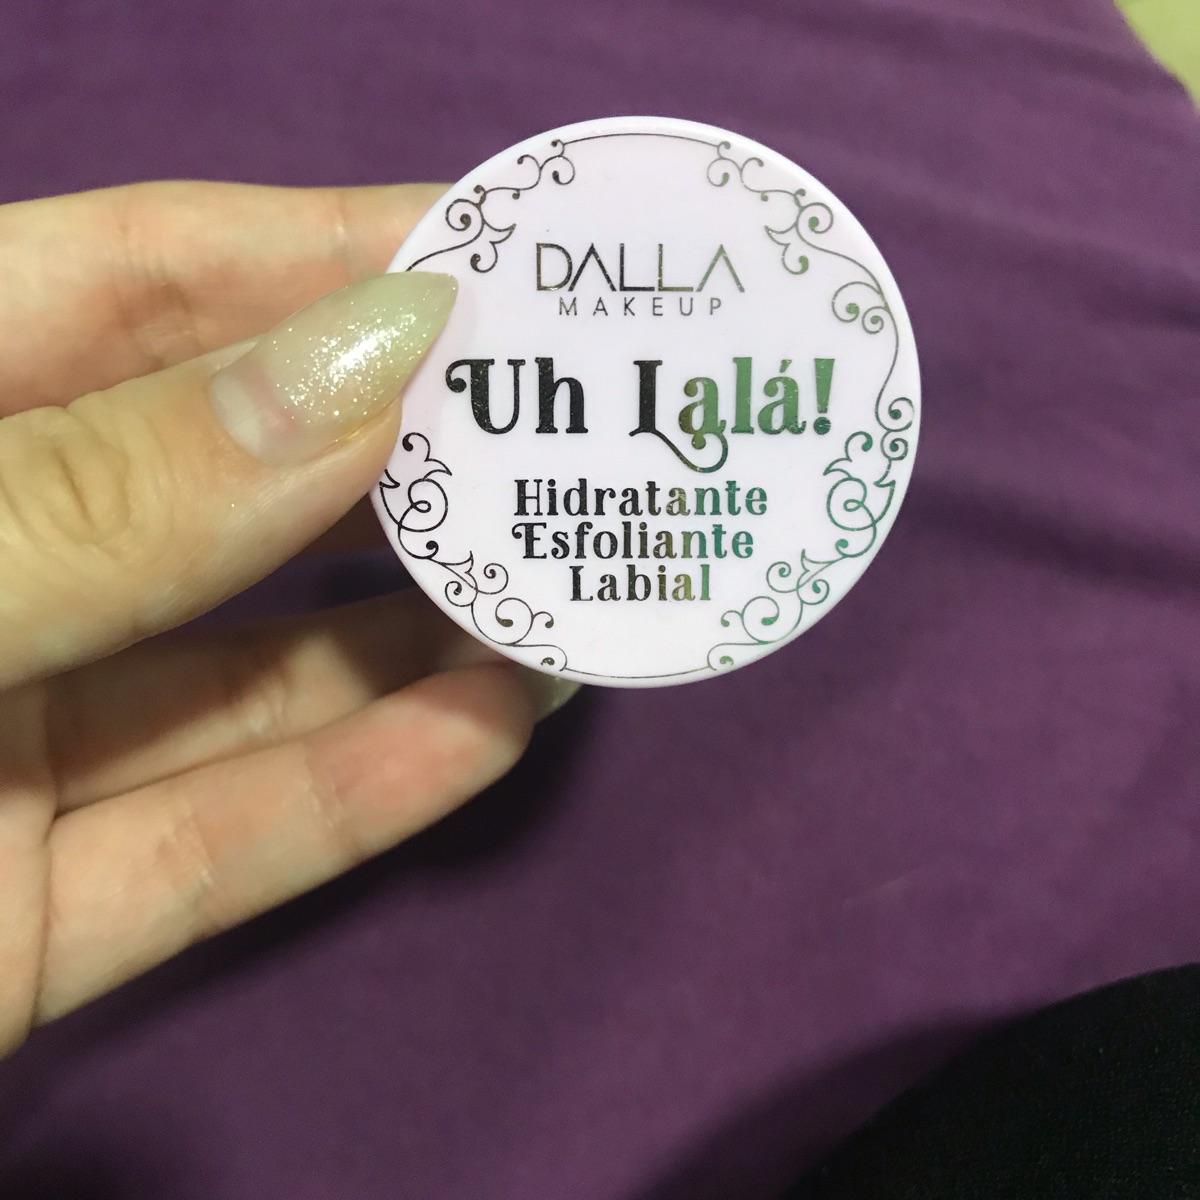 DALLA
MAKEUP
Uh Lalá!
Hidratante
Esfoliante
Labial